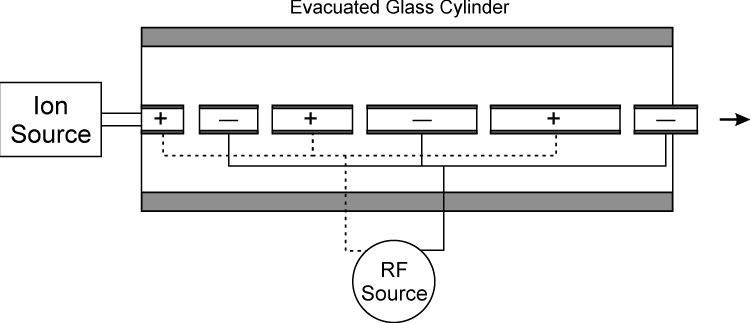 Evacuated Glass Cylinder
Ion
Source
+ — + — + —
RF
Source